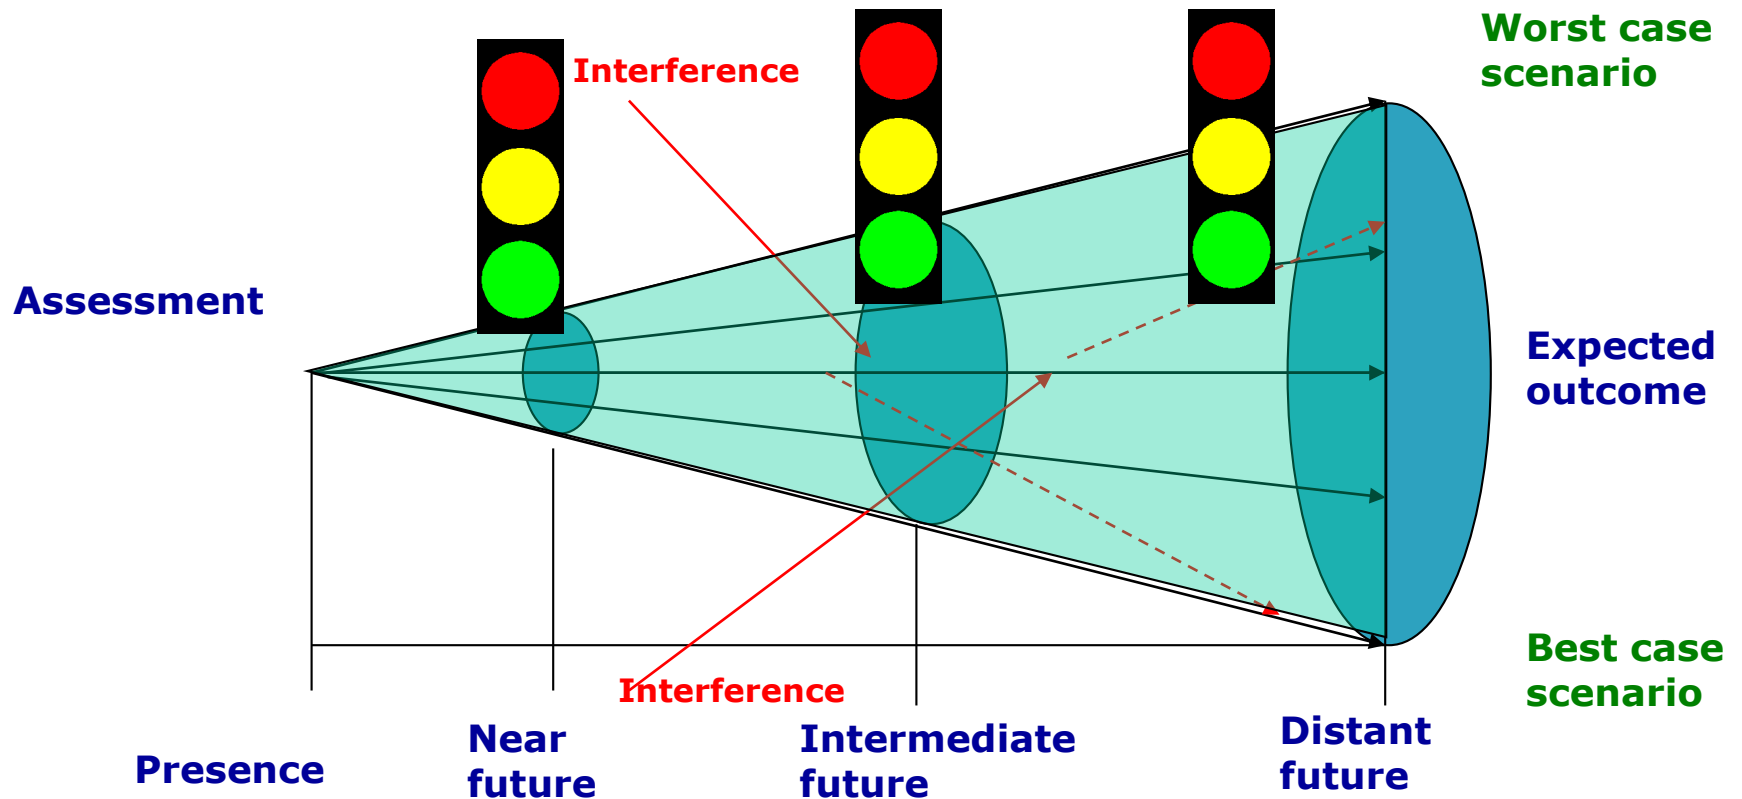 Worst case
scenario
Interference
Assessment
Expected
outcome
Best case
scenario
Interference
Presence
Near
future
Intermediate
future
Distant
future